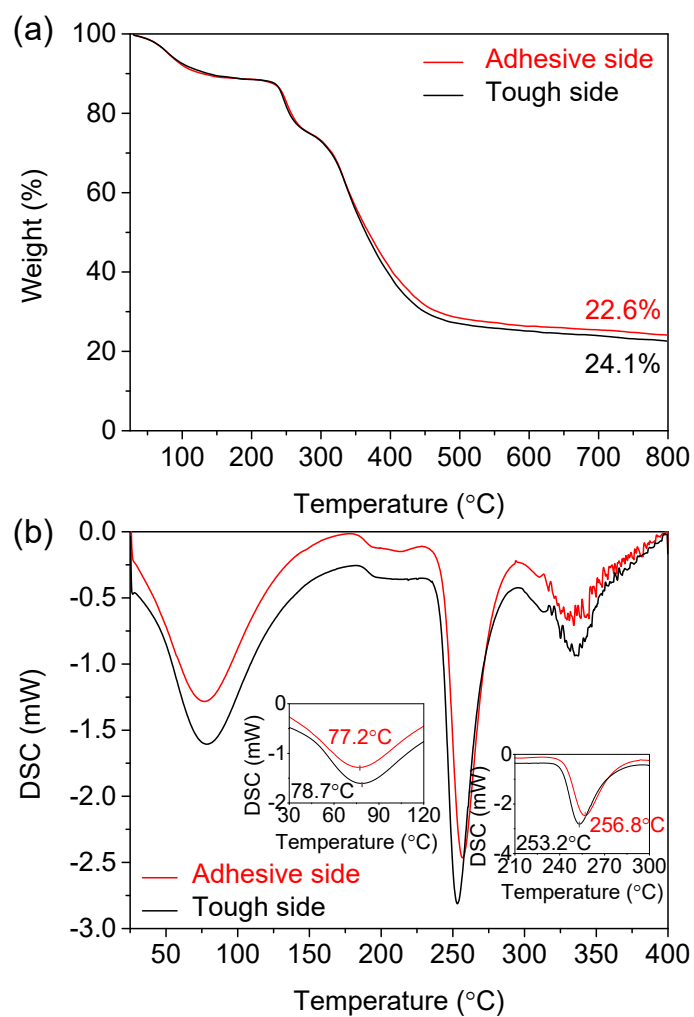 (a)
100
80
60
40
20
0
Weight (%)
Adhesive side
Tough side
22.6%
24.1%
100 200 300 400 500 600 700 800
Temperature (°C)
(b)
0.0
-0.5
-1.0
-1.5
-2.0
-2.5
-3.0
DSC (mW)
0
-1
-2
DSC (mW)
77.2°C
78.7°C
30 60 90 120
Temperature (°C)
0
-2
-4
DSC (mW)
256.8°C
253.2°C
210 240 270 300
Temperature (°C)
Adhesive side
Tough side
50 100 150 200 250 300 350 400
Temperature (°C)